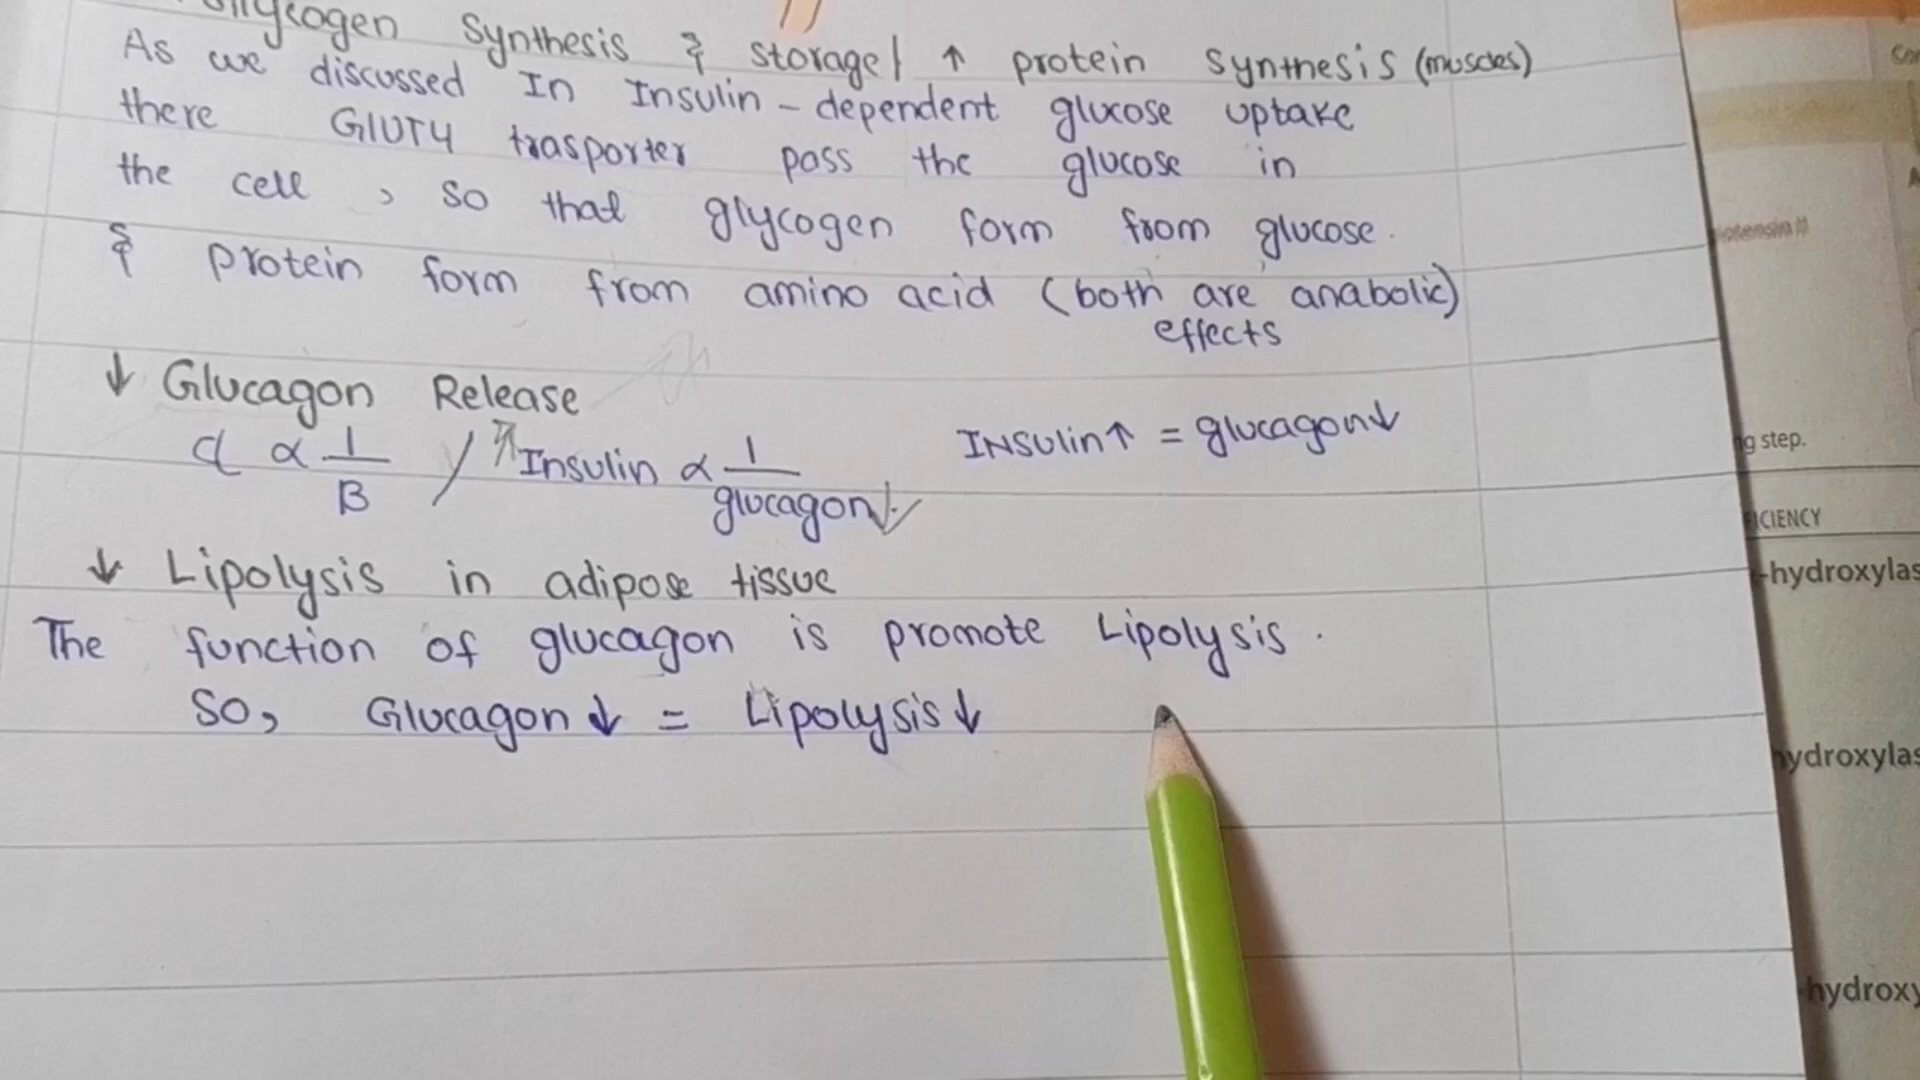 Glycogen Synthesis & storage/ ↑ protein synthesis (muscles)
As we discussed In Insulin-dependent glucose uptake
there GlUT4 trasporter pass the glucose in
the cell, so that glycogen form from glucose.
& protein form from amino acid (both are anabolic)
effects
↓ Glucagon Release
α ∝ 1/B / ↑Insulin ∝ 1/glucagon↓ INSulin↑ = glucagon↓
↓ Lipolysis in adipose tissue
The function of glucagon is promote Lipolysis.
So, Glucagon↓ = Lipolysis↓
step.
-hydroxylas
ydroxylas
hydroxy